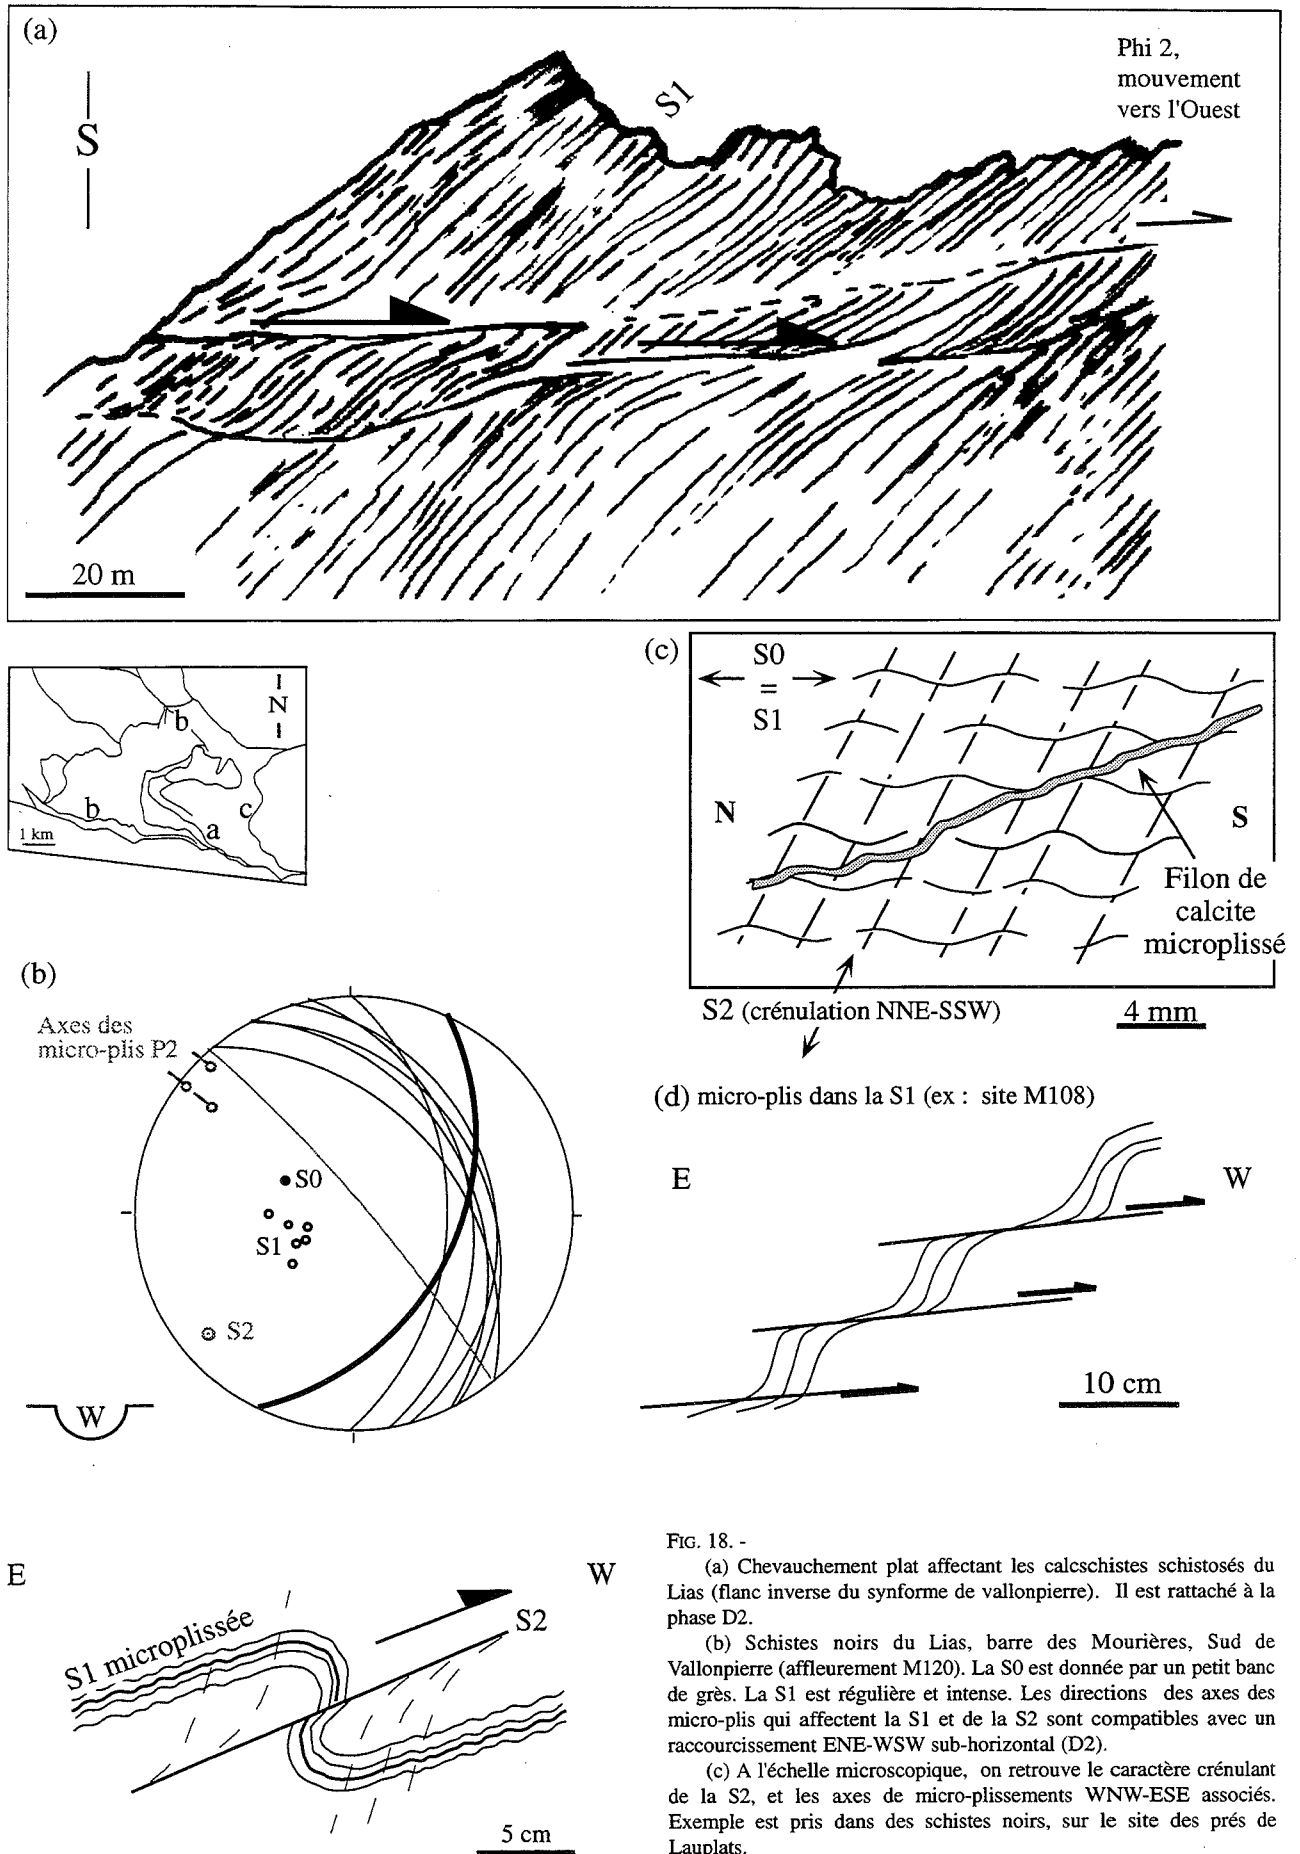 (a)
S1
Phi 2,
mouvement
vers l'Ouest
S
20 m
N
b
b
a
c
1 km
(c)
S0
=
S1
N
S
Filon de
calcite
microplissé
S2 (crénulation NNE-SSW)
4 mm
(b)
Axes des
micro-plis P2
S0
S1
S2
W
(d) micro-plis dans la S1 (ex : site M108)
E
W
10 cm
E
W
S1 microplissée
S2
5 cm
FIG. 18. -
(a) Chevauchement plat affectant les calcschistes schistosés du
Lias (flanc inverse du synforme de vallonpierre). Il est rattaché à la
phase D2.
(b) Schistes noirs du Lias, barre des Mourières, Sud de
Vallonpierre (affleurement M120). La S0 est donnée par un petit banc
de grès. La S1 est régulière et intense. Les directions des axes des
micro-plis qui affectent la S1 et de la S2 sont compatibles avec un
raccourcissement ENE-WSW sub-horizontal (D2).
(c) A l'échelle microscopique, on retrouve le caractère crénulant
de la S2, et les axes de micro-plissements WNW-ESE associés.
Exemple est pris dans des schistes noirs, sur le site des prés de
Lauplats.